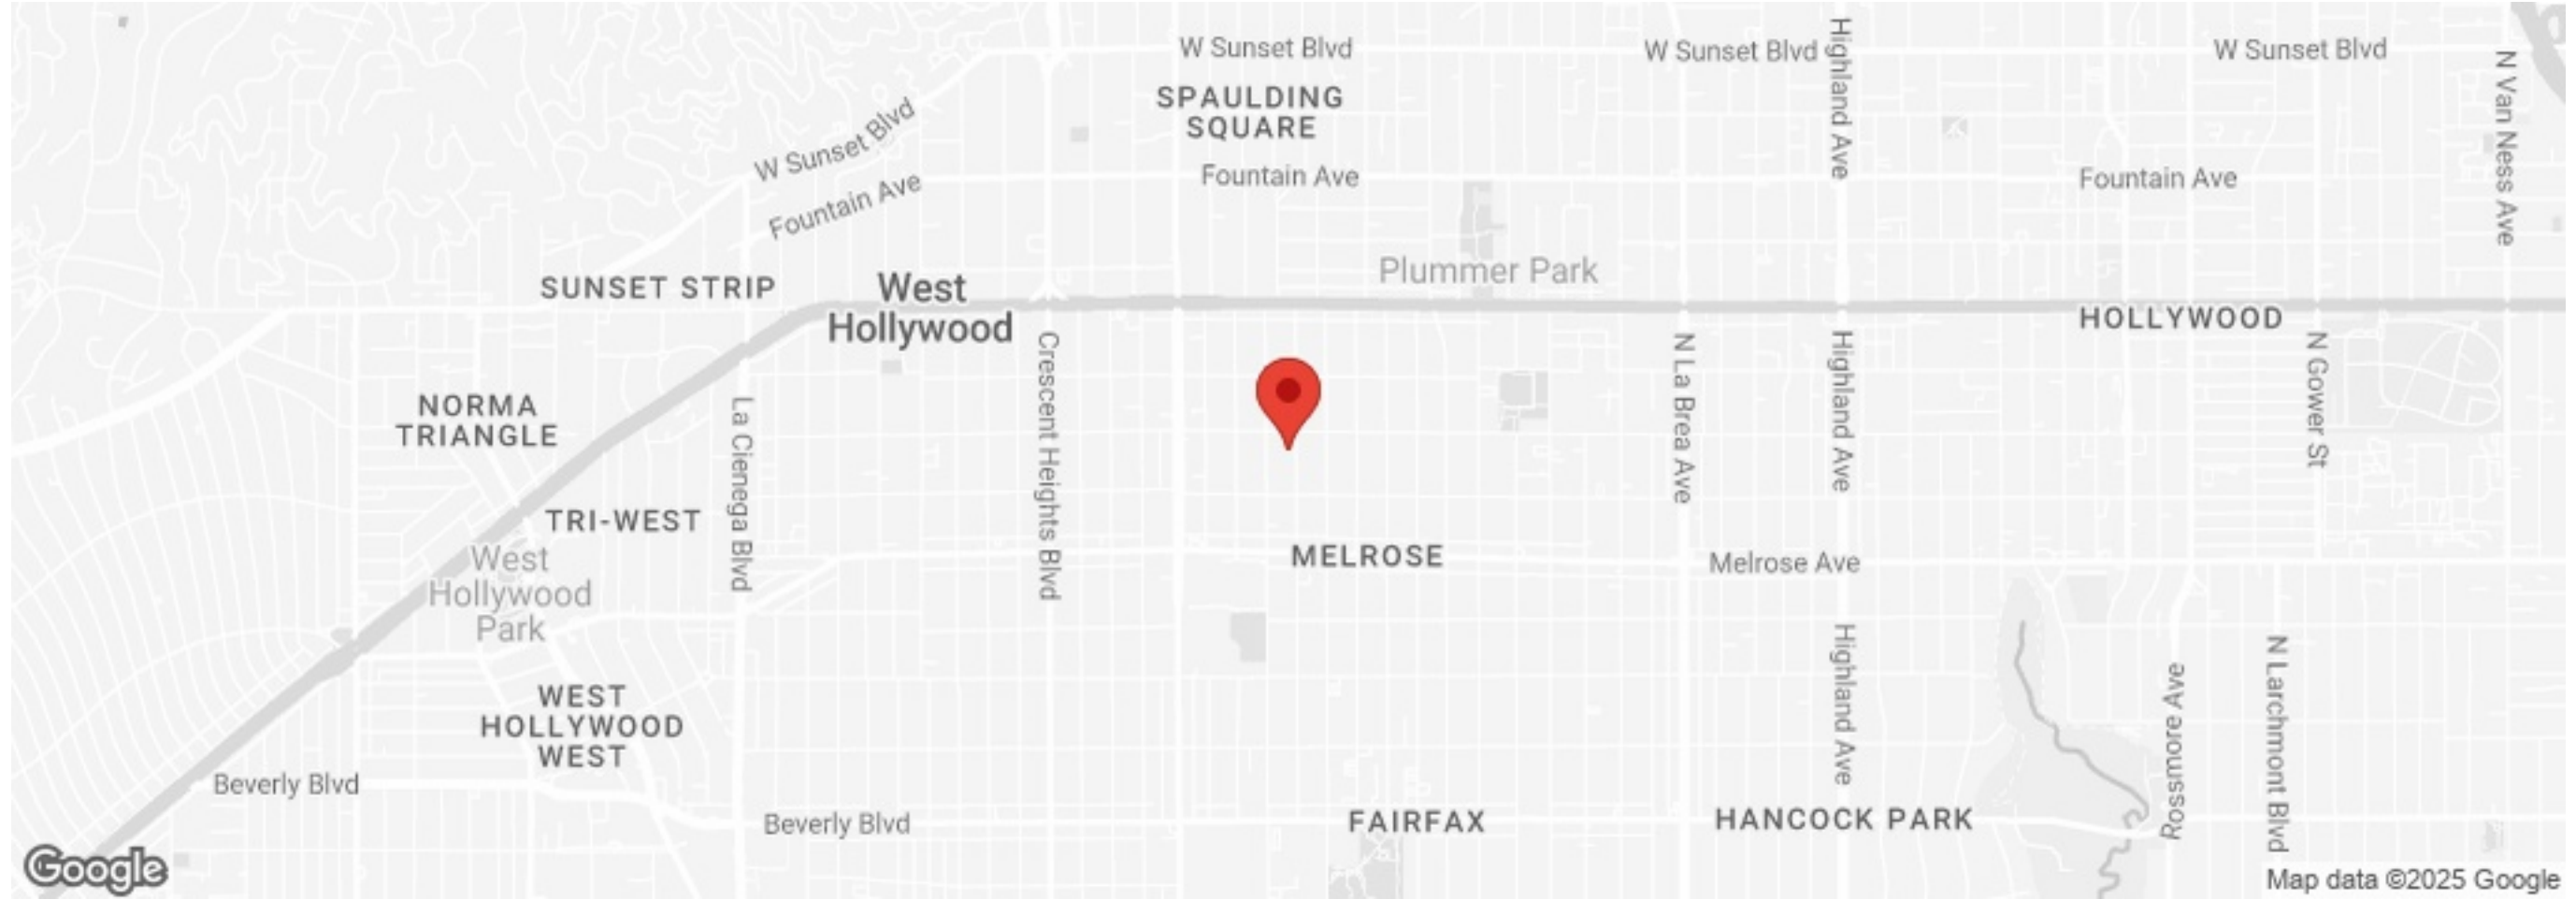 W Sunset Blvd
W Sunset Blvd
W Sunset Blvd
Highland Ave
N Van Ness Ave
SPAULDING
SQUARE
W Sunset Blvd
Fountain Ave
Fountain Ave
Fountain Ave
SUNSET STRIP
West
Hollywood
Plummer Park
HOLLYWOOD
Crescent Heights Blvd
N La Brea Ave
Highland Ave
N Gower St
NORMA
TRIANGLE
La Cienega Blvd
TRI-WEST
West
Hollywood
Park
MELROSE
Melrose Ave
Highland Ave
Rossmore Ave
N Larchmont Blvd
WEST
HOLLYWOOD
WEST
Beverly Blvd
Beverly Blvd
FAIRFAX
HANCOCK PARK
Google
Map data ©2025 Google